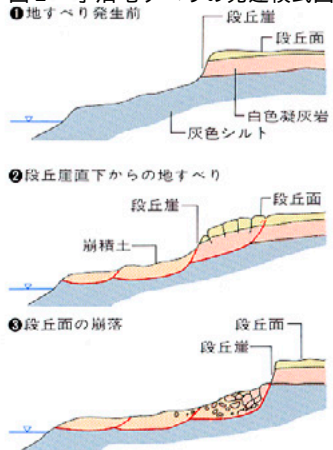 ❶地すべり発生前
段丘崖
段丘面
白色凝灰岩
灰色シルト
❷段丘崖直下からの地すべり
段丘崖
段丘面
崩積土
❸段丘面の崩落
段丘面
段丘崖